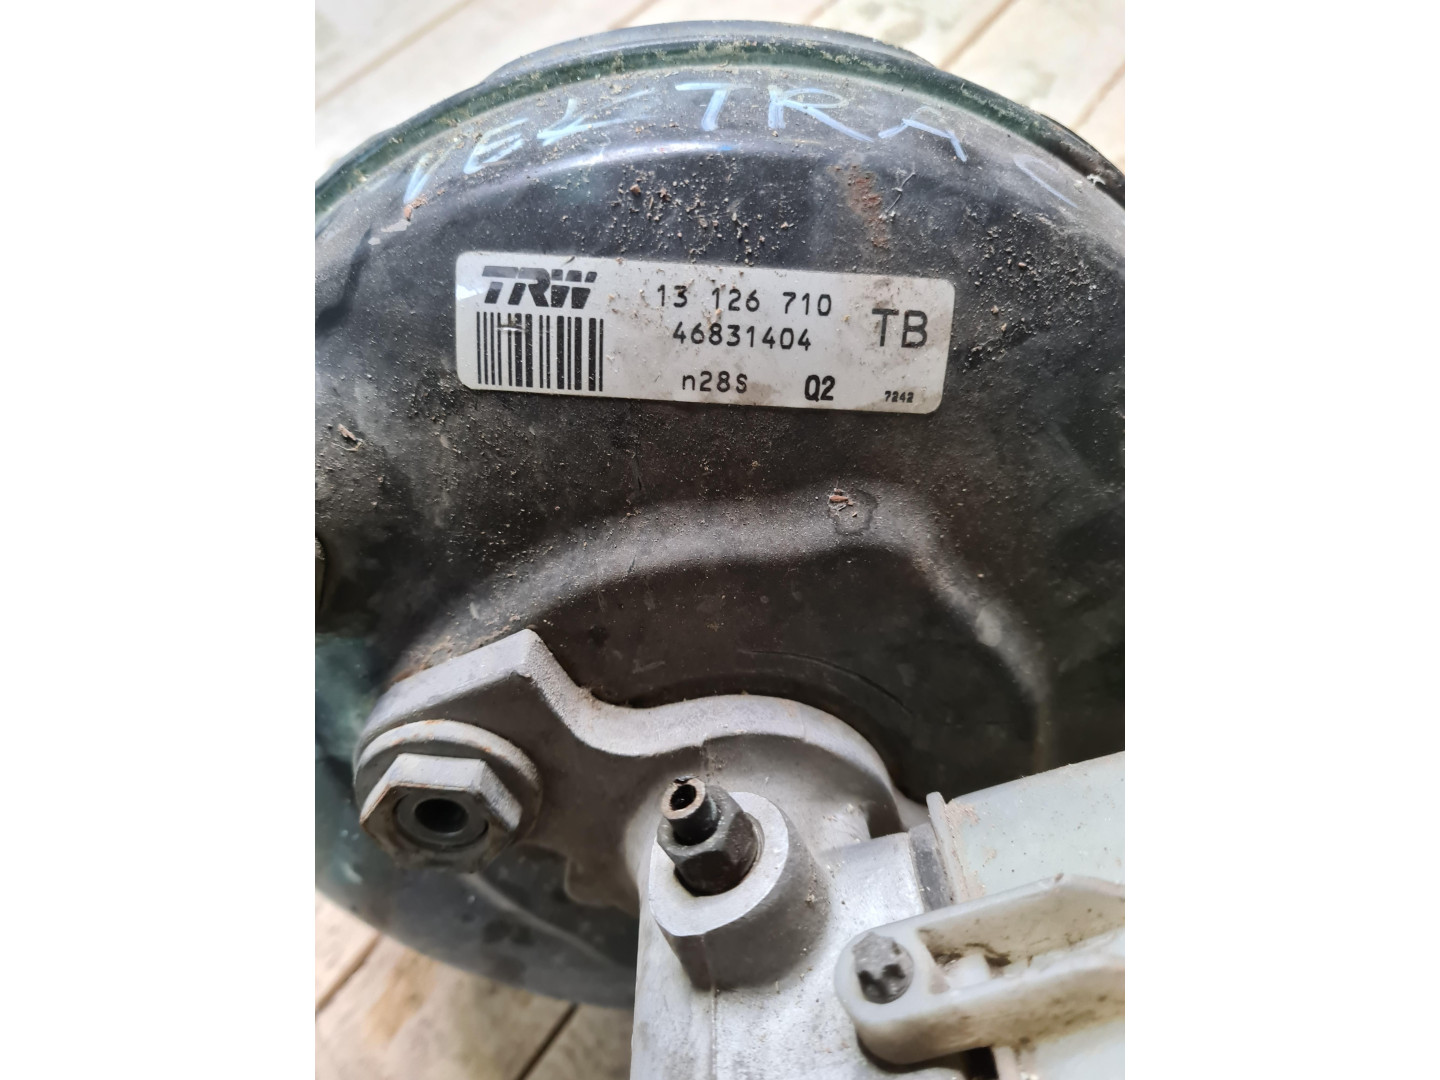 VECTRA C
TRW 13 126 710
46831404 TB
n28S Q2 7242